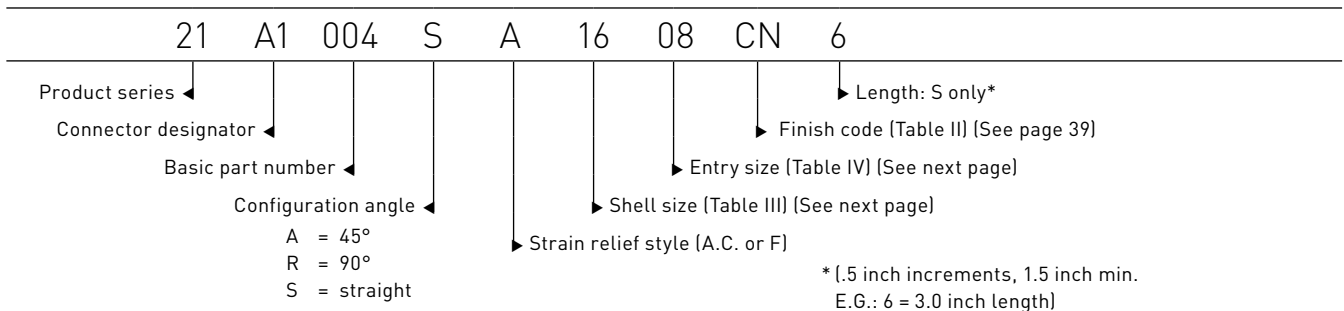 21 A1 004 S A 16 08 CN 6
Product series
Length: S only*
Connector designator
Finish code (Table II) (See page 39)
Basic part number
Entry size (Table IV) (See next page)
Configuration angle
Shell size (Table III) (See next page)
A = 45°
R = 90°
S = straight
Strain relief style (A.C. or F)
* (.5 inch increments, 1.5 inch min.
E.G.: 6 = 3.0 inch length)